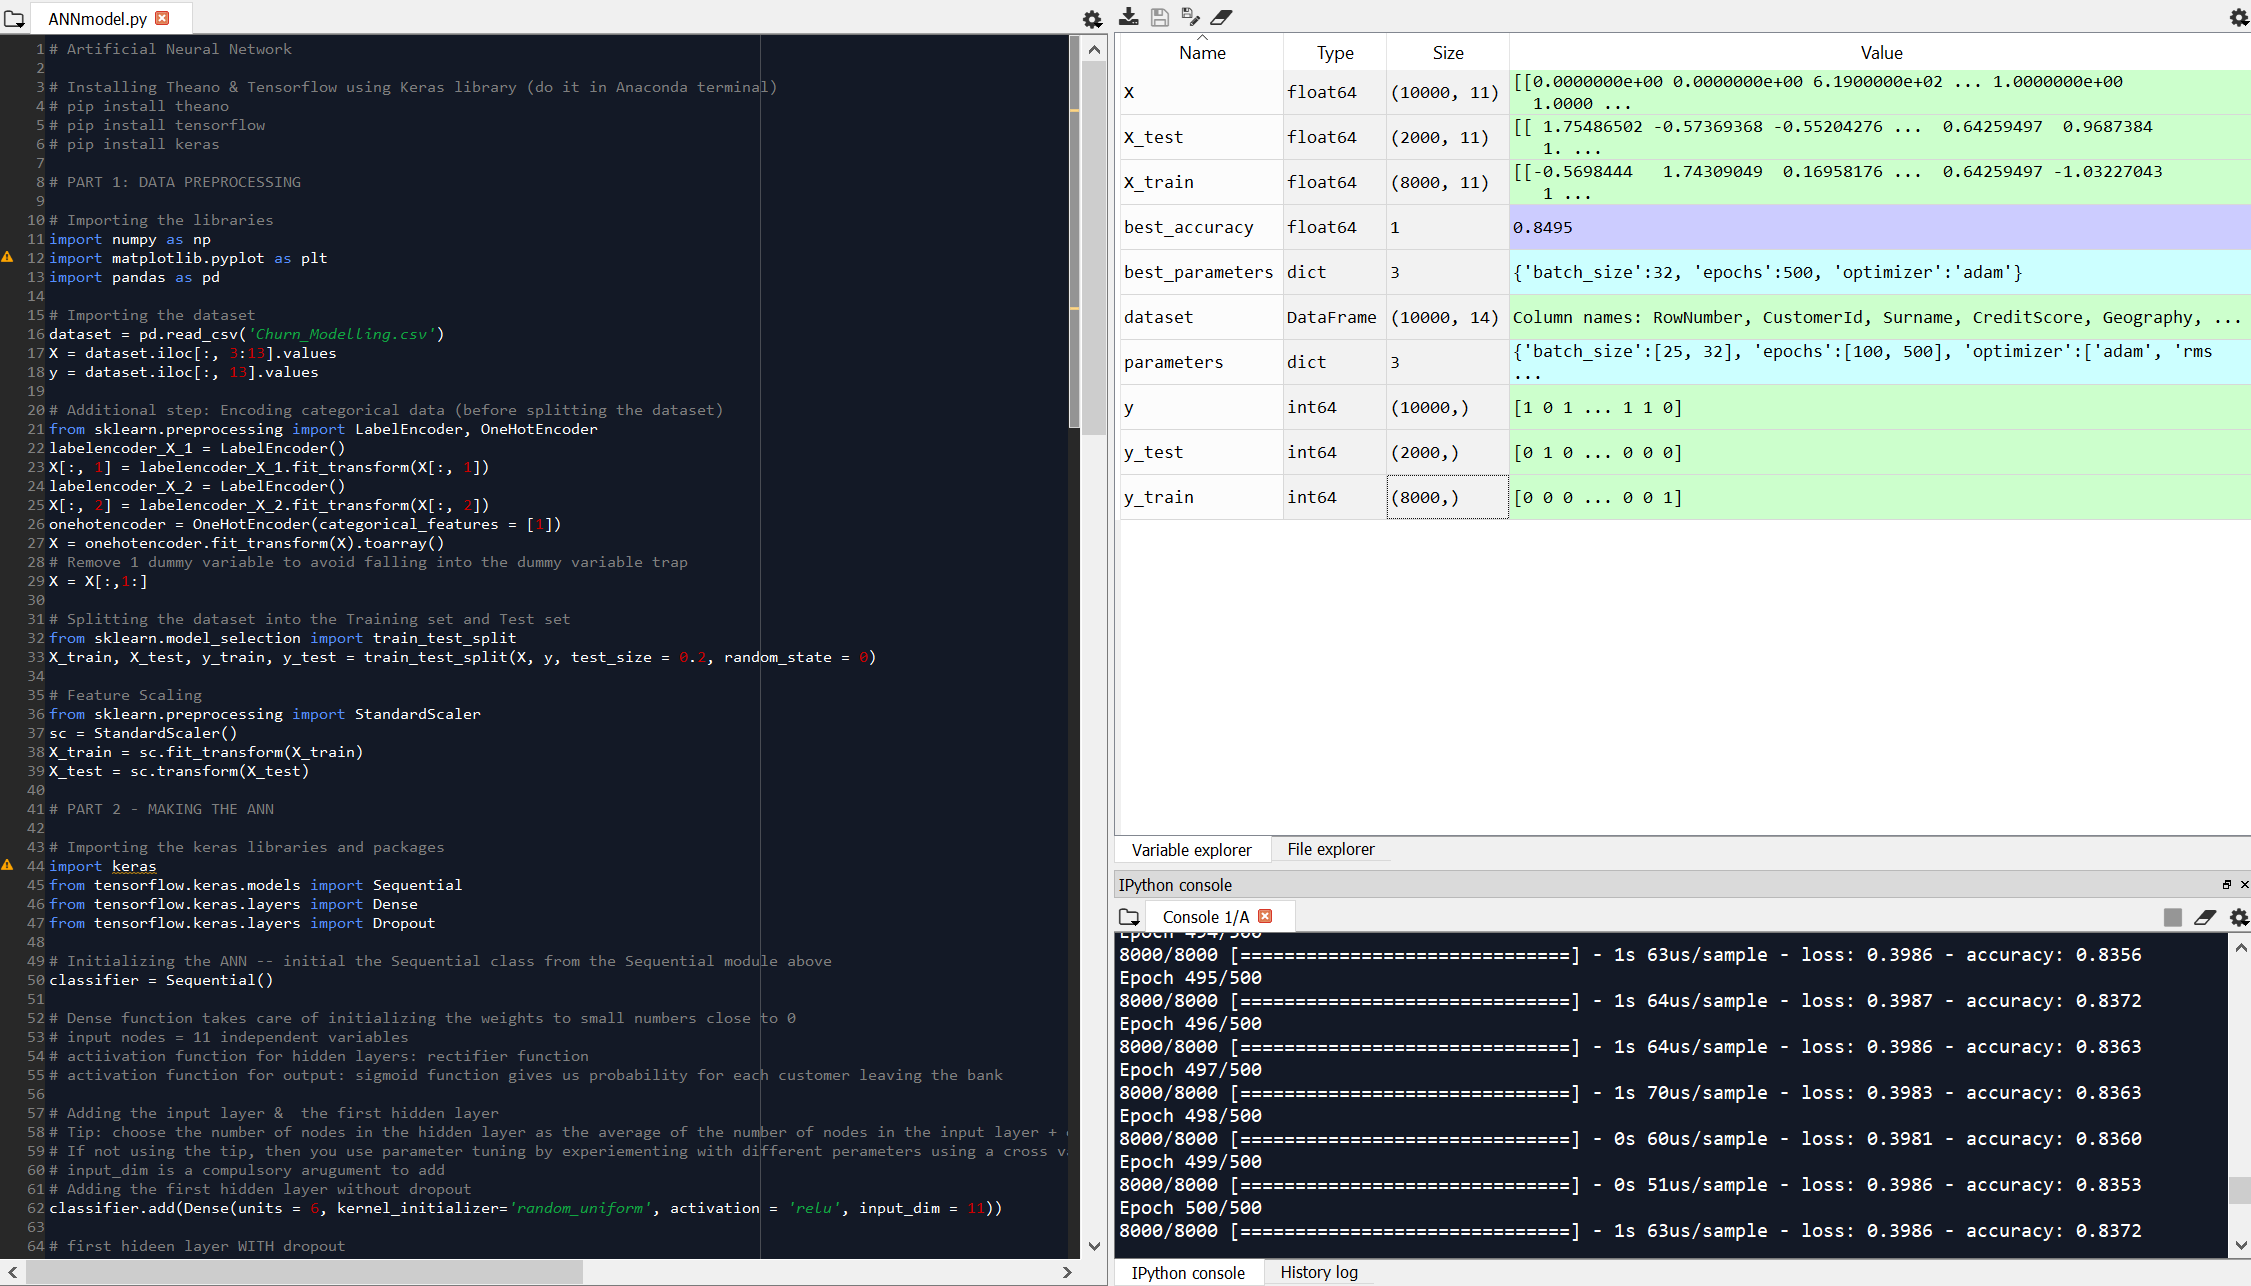 ANNmodel.py
1 # Artificial Neural Network
2
3 # Installing Theano & Tensorflow using Keras library (do it in Anaconda terminal)
4 # pip install theano
5 # pip install tensorflow
6 # pip install keras
7
8 # PART 1: DATA PREPROCESSING
9
10 # Importing the libraries
11 import numpy as np
12 import matplotlib.pyplot as plt
13 import pandas as pd
14
15 # Importing the dataset
16 dataset = pd.read_csv('Churn_Modelling.csv')
17 X = dataset.iloc[:, 3:13].values
18 y = dataset.iloc[:, 13].values
19
20 # Additional step: Encoding categorical data (before splitting the dataset)
21 from sklearn.preprocessing import LabelEncoder, OneHotEncoder
22 labelencoder_X_1 = LabelEncoder()
23 X[:, 1] = labelencoder_X_1.fit_transform(X[:, 1])
24 labelencoder_X_2 = LabelEncoder()
25 X[:, 2] = labelencoder_X_2.fit_transform(X[:, 2])
26 onehotencoder = OneHotEncoder(categorical_features = [1])
27 X = onehotencoder.fit_transform(X).toarray()
28 # Remove 1 dummy variable to avoid falling into the dummy variable trap
29 X = X[:,1:]
30
31 # Splitting the dataset into the Training set and Test set
32 from sklearn.model_selection import train_test_split
33 X_train, X_test, y_train, y_test = train_test_split(X, y, test_size = 0.2, random_state = 0)
34
35 # Feature Scaling
36 from sklearn.preprocessing import StandardScaler
37 sc = StandardScaler()
38 X_train = sc.fit_transform(X_train)
39 X_test = sc.transform(X_test)
40
41 # PART 2 - MAKING THE ANN
42
43 # Importing the keras libraries and packages
44 import keras
45 from tensorflow.keras.models import Sequential
46 from tensorflow.keras.layers import Dense
47 from tensorflow.keras.layers import Dropout
48
49 # Initializing the ANN -- initial the Sequential class from the Sequential module above
50 classifier = Sequential()
51
52 # Dense function takes care of initializing the weights to small numbers close to 0
53 # input nodes = 11 independent variables
54 # actiivation function for hidden layers: rectifier function
55 # activation function for output: sigmoid function gives us probability for each customer leaving the bank
56
57 # Adding the input layer &  the first hidden layer
58 # Tip: choose the number of nodes in the hidden layer as the average of the number of nodes in the input layer +
59 # If not using the tip, then you use parameter tuning by experiementing with different perameters using a cross
60 # input_dim is a compulsory arugument to add
61 # Adding the first hidden layer without dropout
62 classifier.add(Dense(units = 6, kernel_initializer='random_uniform', activation = 'relu', input_dim = 11))
63
64 # first hideen layer WITH dropout
Name Type Size Value
X float64 (10000, 11) [[0.0000000e+00 0.0000000e+00 6.1900000e+02 ... 1.0000000e+00
1.0000 ...
X_test float64 (2000, 11) [[ 1.75486502 -0.57369368 -0.55204276 ... 0.64259497 0.9687384
1. ...
X_train float64 (8000, 11) [[-0.5698444 1.74309049 0.16958176 ... 0.64259497 -1.03227043
1 ...
best_accuracy float64 1 0.8495
best_parameters dict 3 {'batch_size':32, 'epochs':500, 'optimizer':'adam'}
dataset DataFrame (10000, 14) Column names: RowNumber, CustomerId, Surname, CreditScore, Geography, ...
parameters dict 3 {'batch_size':[25, 32], 'epochs':[100, 500], 'optimizer':['adam', 'rms
...
y int64 (10000,) [1 0 1 ... 1 1 0]
y_test int64 (2000,) [0 1 0 ... 0 0 0]
y_train int64 (8000,) [0 0 0 ... 0 0 1]
Variable explorer File explorer
IPython console
Console 1/A
Epoch 494/500
8000/8000 [==============================] - 1s 63us/sample - loss: 0.3986 - accuracy: 0.8356
Epoch 495/500
8000/8000 [==============================] - 1s 64us/sample - loss: 0.3987 - accuracy: 0.8372
Epoch 496/500
8000/8000 [==============================] - 1s 64us/sample - loss: 0.3986 - accuracy: 0.8363
Epoch 497/500
8000/8000 [==============================] - 1s 70us/sample - loss: 0.3983 - accuracy: 0.8363
Epoch 498/500
8000/8000 [==============================] - 0s 60us/sample - loss: 0.3981 - accuracy: 0.8360
Epoch 499/500
8000/8000 [==============================] - 0s 51us/sample - loss: 0.3986 - accuracy: 0.8353
Epoch 500/500
8000/8000 [==============================] - 1s 63us/sample - loss: 0.3986 - accuracy: 0.8372
IPython console History log